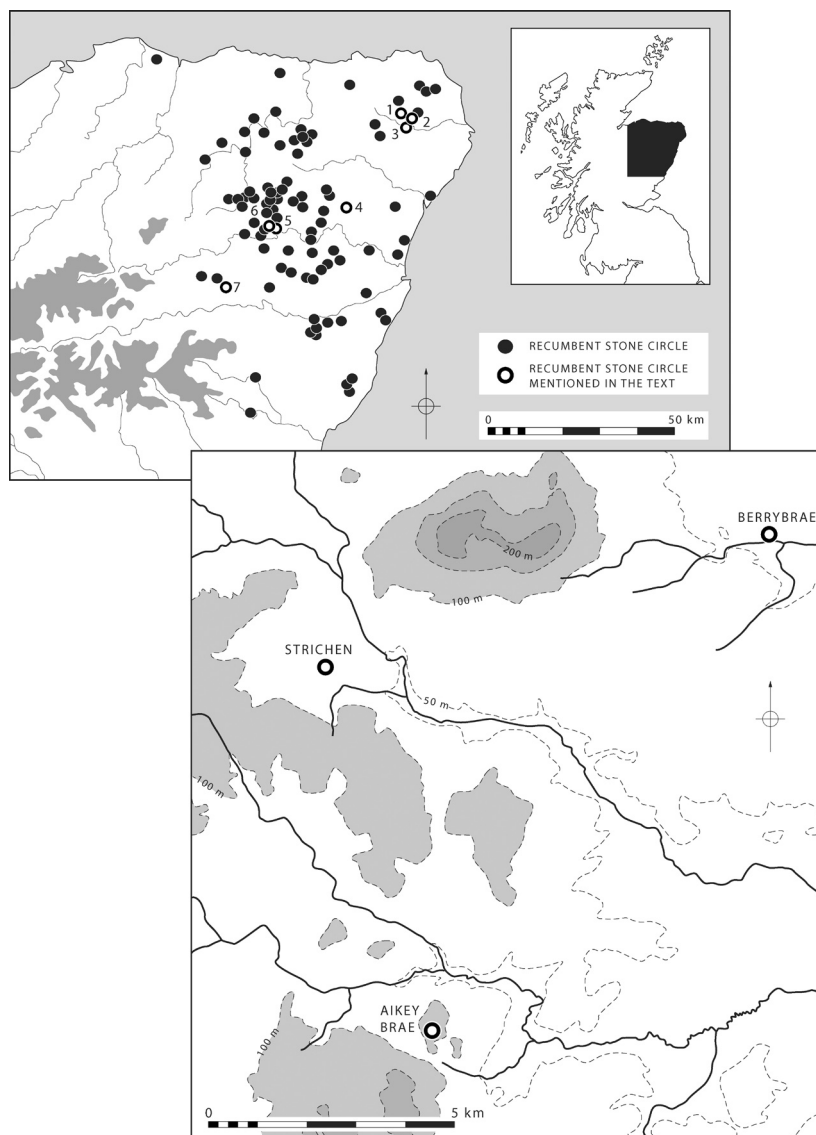 1
2
3
4
5
6
7
RECUMBENT STONE CIRCLE
RECUMBENT STONE CIRCLE
MENTIONED IN THE TEXT
0 50 km
BERRYBRAE
200 m
100 m
STRICHEN
50 m
100 m
AIKEY
BRAE
100 m
0 5 km